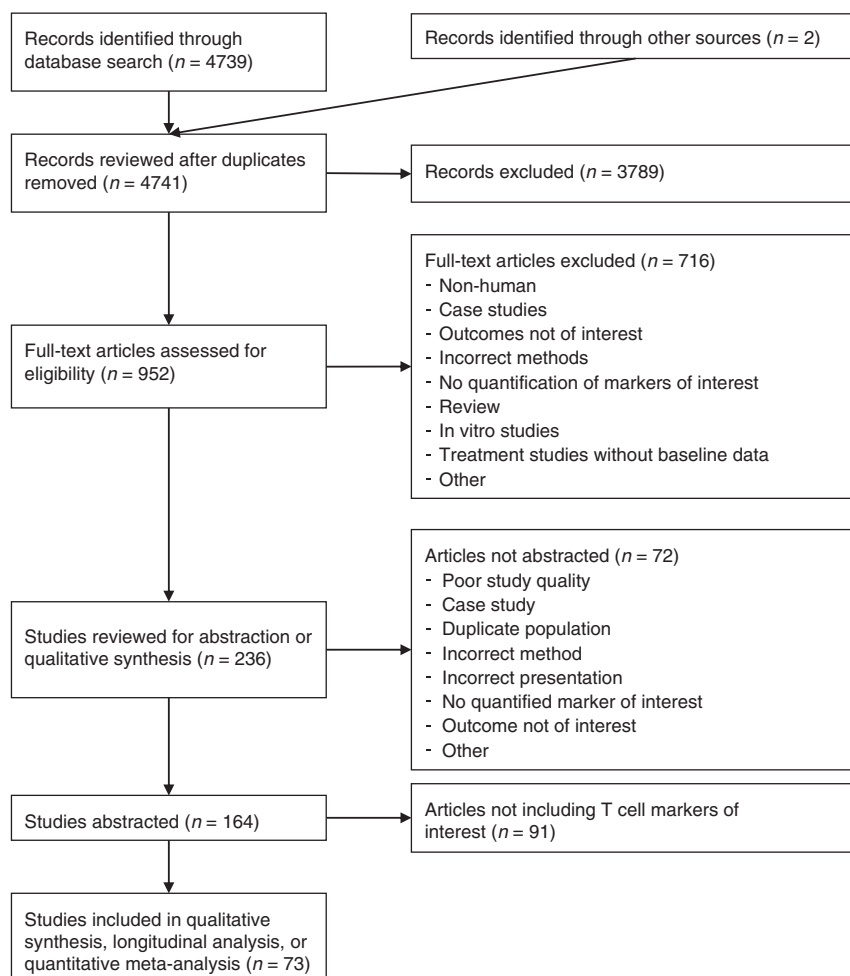 Records identified through
database search (n = 4739)
Records identified through other sources (n = 2)
Records reviewed after duplicates
removed (n = 4741)
Records excluded (n = 3789)
Full-text articles assessed for
eligibility (n = 952)
Full-text articles excluded (n = 716)
- Non-human
- Case studies
- Outcomes not of interest
- Incorrect methods
- No quantification of markers of interest
- Review
- In vitro studies
- Treatment studies without baseline data
- Other
Studies reviewed for abstraction or
qualitative synthesis (n = 236)
Articles not abstracted (n = 72)
- Poor study quality
- Case study
- Duplicate population
- Incorrect method
- Incorrect presentation
- No quantified marker of interest
- Outcome not of interest
- Other
Studies abstracted (n = 164)
Articles not including T cell markers of
interest (n = 91)
Studies included in qualitative
synthesis, longitudinal analysis, or
quantitative meta-analysis (n = 73)